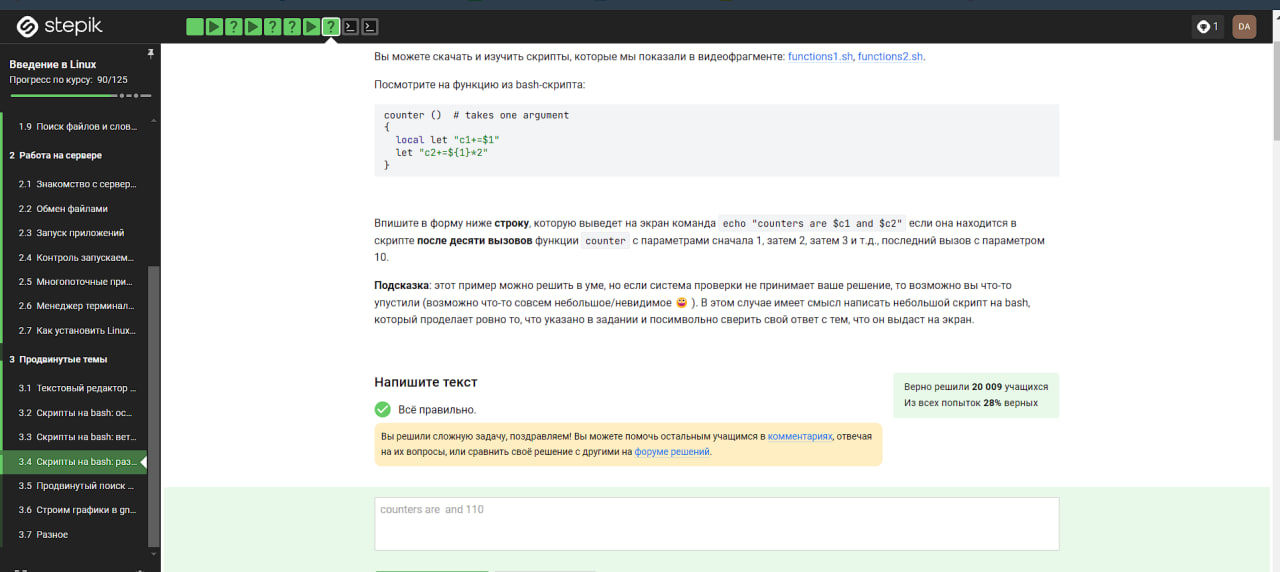 stepik
1
DA
Введение в Linux
Прогресс по курсу: 90/125
1.9 Поиск файлов и слов...
2 Работа на сервере
2.1 Знакомство с сервер...
2.2 Обмен файлами
2.3 Запуск приложений
2.4 Контроль запускаем...
2.5 Многопоточные при...
2.6 Менеджер терминал...
2.7 Как установить Linux...
3 Продвинутые темы
3.1 Текстовый редактор ...
3.2 Скрипты на bash: ос...
3.3 Скрипты на bash: вет...
3.4 Скрипты на bash: раз...
3.5 Продвинутый поиск ...
3.6 Строим графики в gn...
3.7 Разное
Вы можете скачать и изучить скрипты, которые мы показали в видеофрагменте: functions1.sh, functions2.sh.
Посмотрите на функцию из bash-скрипта:
counter () # takes one argument
{
local let "c1+=$1"
let "c2+=${1}*2"
}
Впишите в форму ниже строку, которую выведет на экран команда echo "counters are $c1 and $c2" если она находится в
скрипте после десяти вызовов функции counter с параметрами сначала 1, затем 2, затем 3 и т.д., последний вызов с параметром
10.
Подсказка: этот пример можно решить в уме, но если система проверки не принимает ваше решение, то возможно вы что-то
упустили (возможно что-то совсем небольшое/невидимое 😀 ). В этом случае имеет смысл написать небольшой скрипт на bash,
который проделает ровно то, что указано в задании и посимвольно сверить свой ответ с тем, что он выдаст на экран.
Напишите текст
Верно решили 20 009 учащихся
Из всех попыток 28% верных
Всё правильно.
Вы решили сложную задачу, поздравляем! Вы можете помочь остальным учащимся в комментариях, отвечая
на их вопросы, или сравнить своё решение с другими на форуме решений.
counters are  and 110